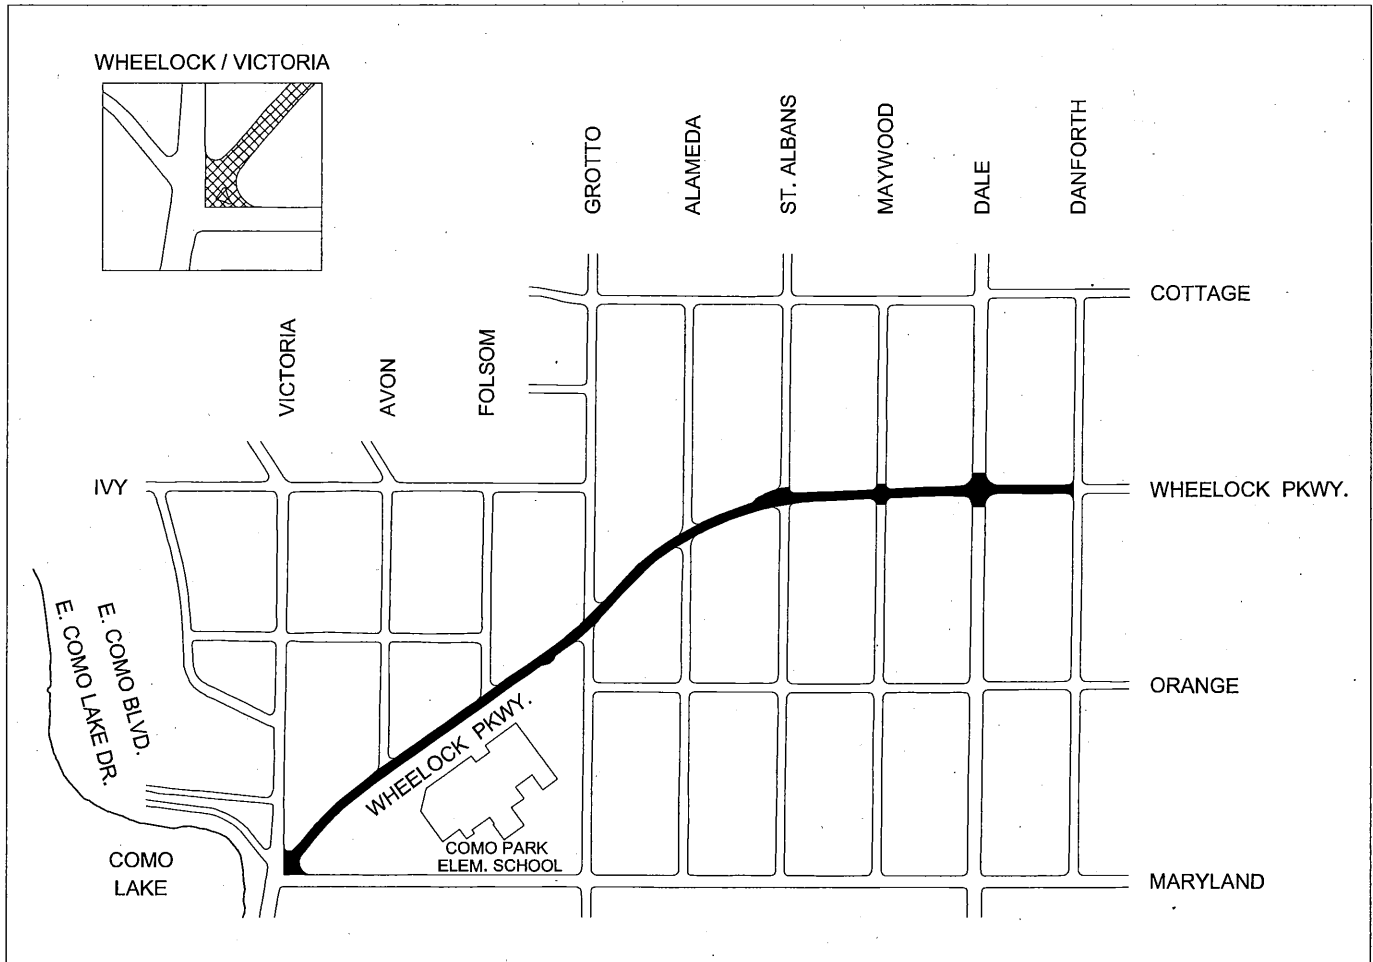 WHEELOCK / VICTORIA
GROTTO
ALAMEDA
ST. ALBANS
MAYWOOD
DALE
DANFORTH
COTTAGE
VICTORIA
AVON
FOLSOM
IVY
WHEELOCK PKWY.
E. COMO BLVD.
E. COMO LAKE DR.
ORANGE
WHEELOCK PKWY.
COMO PARK
ELEM. SCHOOL
COMO
LAKE
MARYLAND